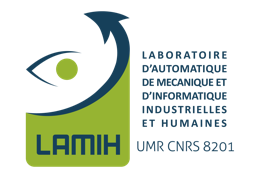 LABORATOIRE
D'AUTOMATIQUE
DE MECANIQUE ET
D'INFORMATIQUE
INDUSTRIELLES
ET HUMAINES
LAMIH
UMR CNRS 8201